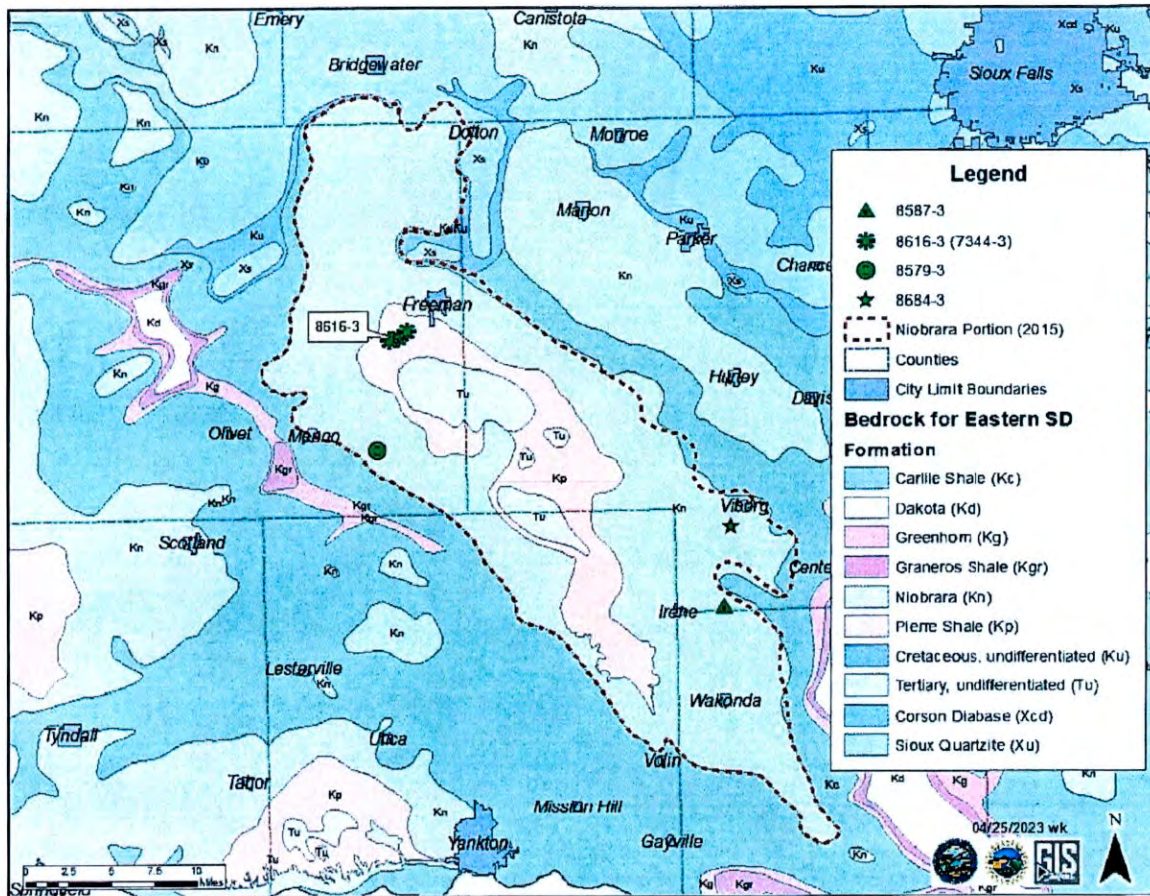 Emery
Canistota
Bridgewater
Sioux Falls
Dolton
Monroe
Marion
Parker
Chance
Freeman
8616-3
Hurley
Davis
Olivet
Menno
Viborg
Scotland
Cente
Irene
Lesterville
Wakonda
Tyndall
Utica
Volin
Tabor
Mission Hill
Yankton
Gayville
Legend
8587-3
8616-3 (7344-3)
8579-3
8684-3
Niobrara Portion (2015)
Counties
City Limit Boundaries
Bedrock for Eastern SD
Formation
Carlile Shale (Kc)
Dakota (Kd)
Greenhorn (Kg)
Graneros Shale (Kgr)
Niobrara (Kn)
Pierre Shale (Kp)
Cretaceous, undifferentiated (Ku)
Tertiary, undifferentiated (Tu)
Corson Diabase (Xcd)
Sioux Quartzite (Xu)
04/25/2023 wk
N
GIS
0 2.5 5 10
Miles
Xs
Kn
Ku
Xcd
Kgr
Kd
Kg
Tu
Kp